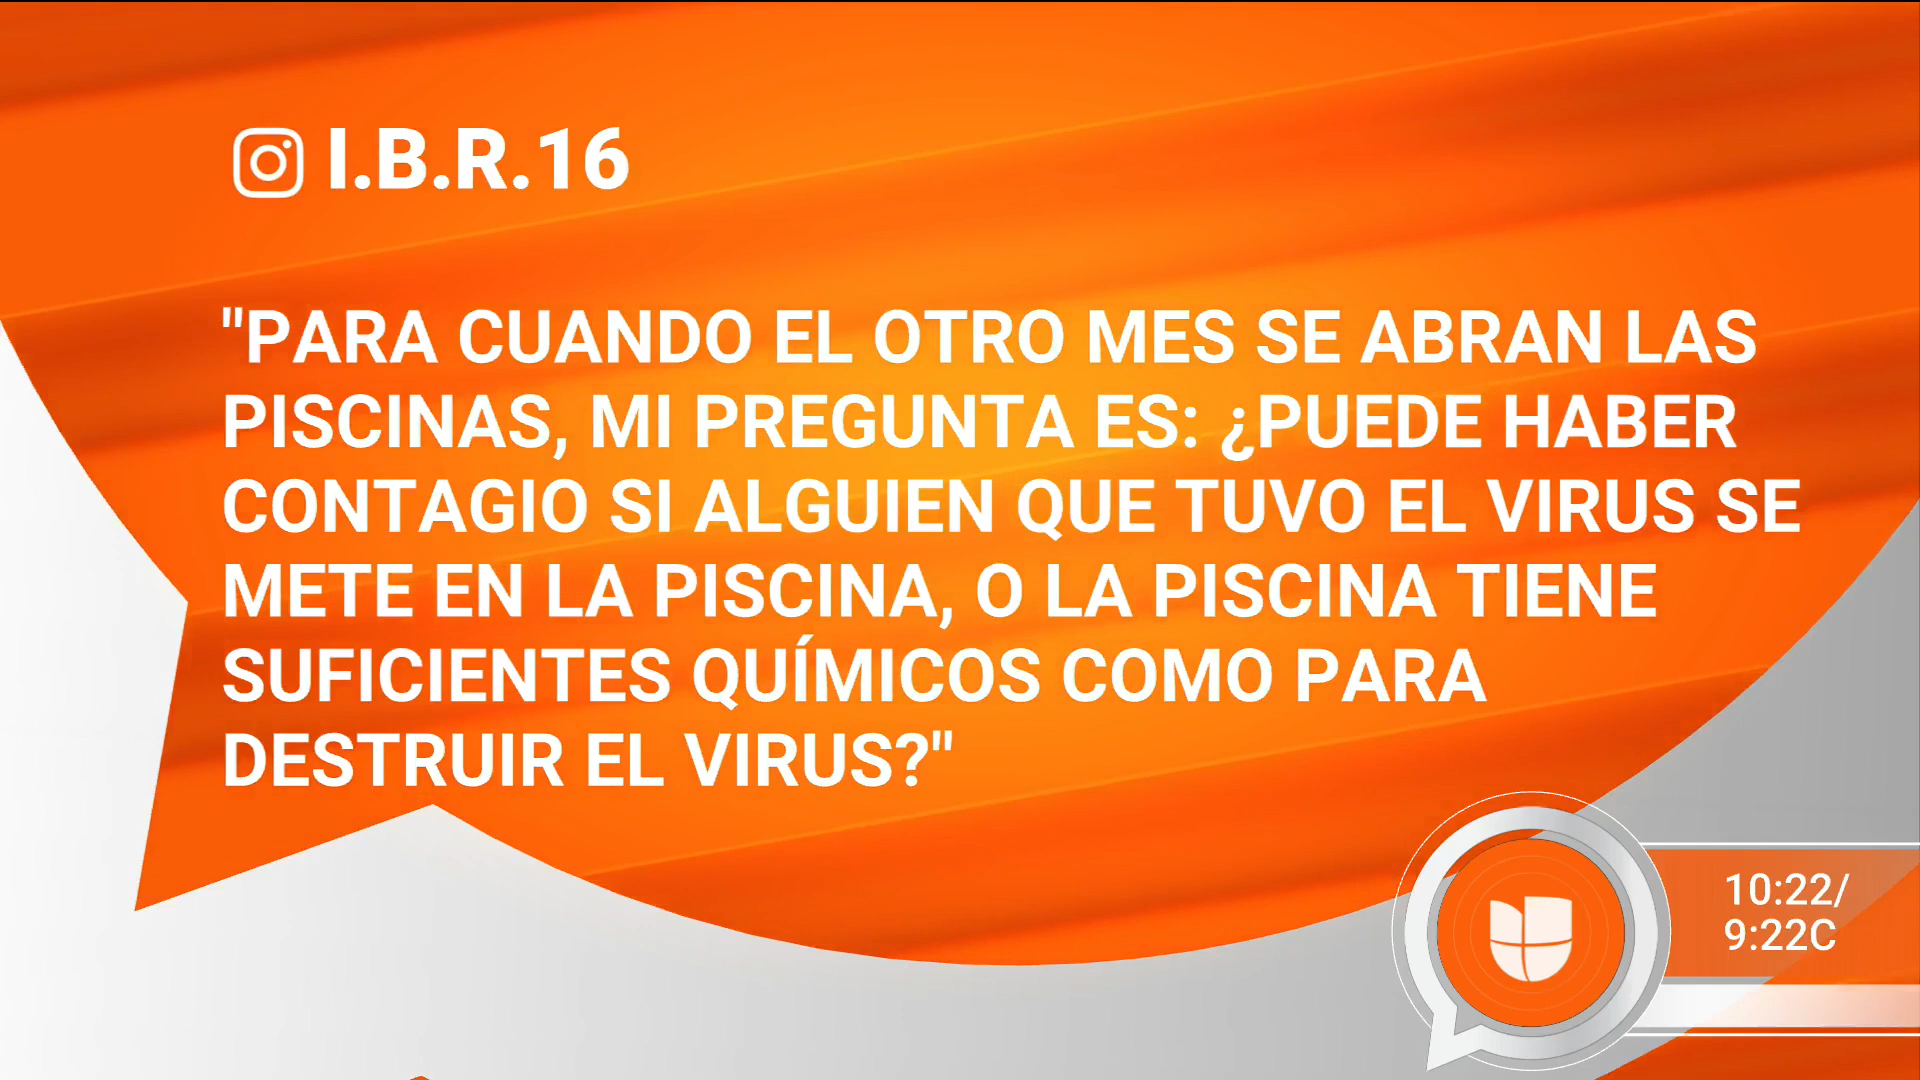 I.B.R.16
"PARA CUANDO EL OTRO MES SE ABRAN LAS
PISCINAS, MI PREGUNTA ES: ¿PUEDE HABER
CONTAGIO SI ALGUIEN QUE TUVO EL VIRUS SE
METE EN LA PISCINA, O LA PISCINA TIENE
SUFICIENTES QUÍMICOS COMO PARA
DESTRUIR EL VIRUS?"
10:22/
9:22C